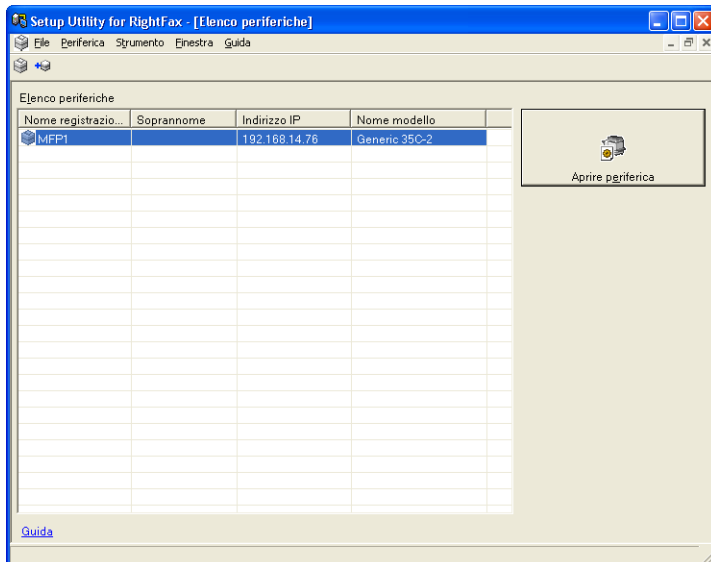 Setup Utility for RightFax - [Elenco periferiche]
File Periferica Strumento Finestra Guida
Elenco periferiche
Nome registrazio... Soprannome Indirizzo IP Nome modello
MFP1 192.168.14.76 Generic 35C-2
Aprire periferica
Guida